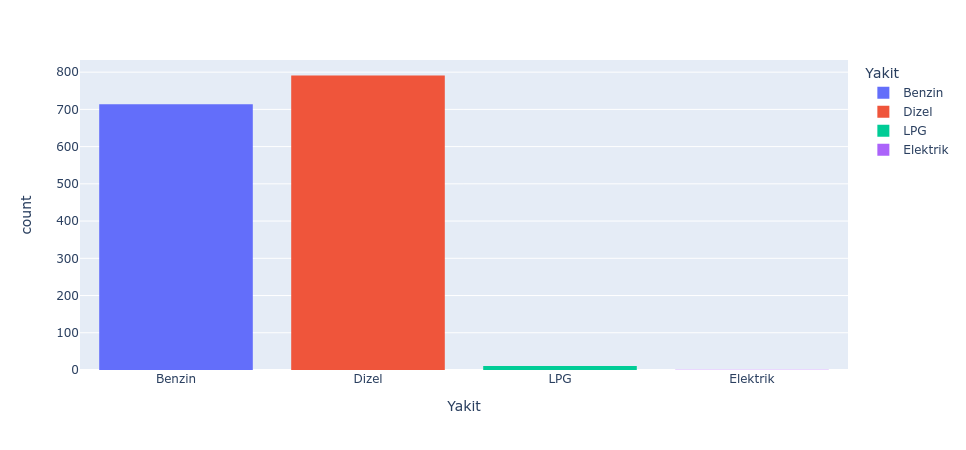 800
700
600
500
400
300
200
100
0
count
Benzin
Dizel
LPG
Elektrik
Yakit
Yakit
Benzin
Dizel
LPG
Elektrik